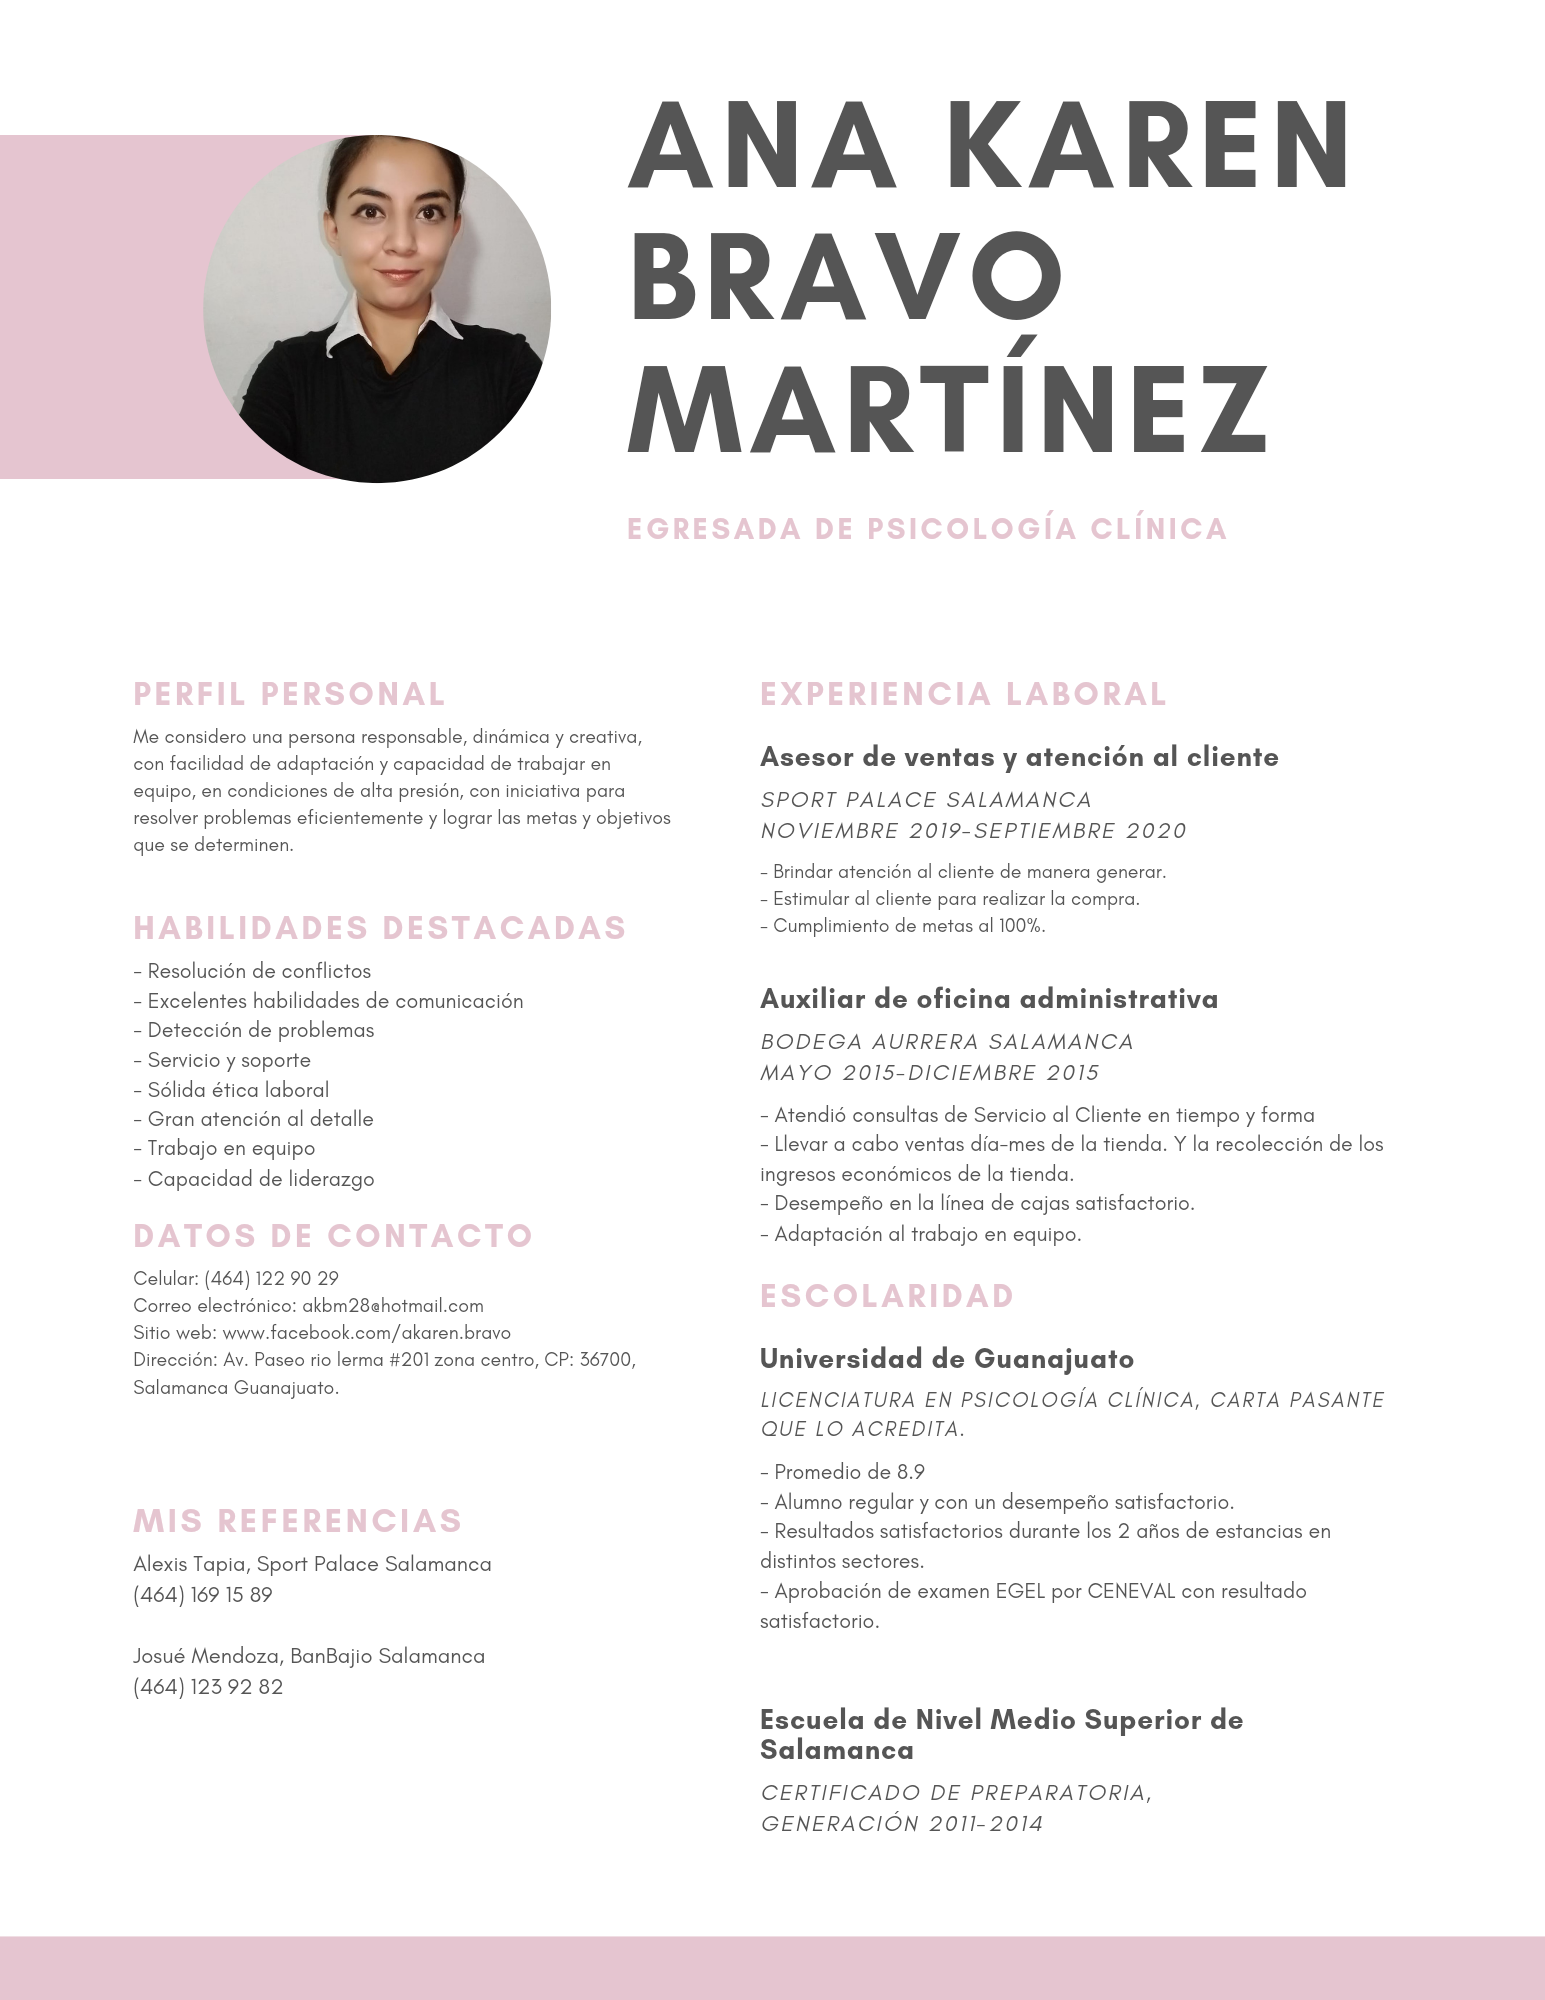 ANA KAREN
BRAVO
MARTÍNEZ
EGRESADA DE PSICOLOGÍA CLÍNICA
PERFIL PERSONAL
Me considero una persona responsable, dinámica y creativa,
con facilidad de adaptación y capacidad de trabajar en
equipo, en condiciones de alta presión, con iniciativa para
resolver problemas eficientemente y lograr las metas y objetivos
que se determinen.
HABILIDADES DESTACADAS
- Resolución de conflictos
- Excelentes habilidades de comunicación
- Detección de problemas
- Servicio y soporte
- Sólida ética laboral
- Gran atención al detalle
- Trabajo en equipo
- Capacidad de liderazgo
DATOS DE CONTACTO
Celular: (464) 122 90 29
Correo electrónico: akbm28@hotmail.com
Sitio web: www.facebook.com/akaren.bravo
Dirección: Av. Paseo rio lerma #201 zona centro, CP: 36700,
Salamanca Guanajuato.
MIS REFERENCIAS
Alexis Tapia, Sport Palace Salamanca
(464) 169 15 89
Josué Mendoza, BanBajio Salamanca
(464) 123 92 82
EXPERIENCIA LABORAL
Asesor de ventas y atención al cliente
SPORT PALACE SALAMANCA
NOVIEMBRE 2019-SEPTIEMBRE 2020
- Brindar atención al cliente de manera generar.
- Estimular al cliente para realizar la compra.
- Cumplimiento de metas al 100%.
Auxiliar de oficina administrativa
BODEGA AURRERA SALAMANCA
MAYO 2015-DICIEMBRE 2015
- Atendió consultas de Servicio al Cliente en tiempo y forma
- Llevar a cabo ventas día-mes de la tienda. Y la recolección de los
ingresos económicos de la tienda.
- Desempeño en la línea de cajas satisfactorio.
- Adaptación al trabajo en equipo.
ESCOLARIDAD
Universidad de Guanajuato
LICENCIATURA EN PSICOLOGÍA CLÍNICA, CARTA PASANTE
QUE LO ACREDITA.
- Promedio de 8.9
- Alumno regular y con un desempeño satisfactorio.
- Resultados satisfactorios durante los 2 años de estancias en
distintos sectores.
- Aprobación de examen EGEL por CENEVAL con resultado
satisfactorio.
Escuela de Nivel Medio Superior de
Salamanca
CERTIFICADO DE PREPARATORIA,
GENERACIÓN 2011-2014